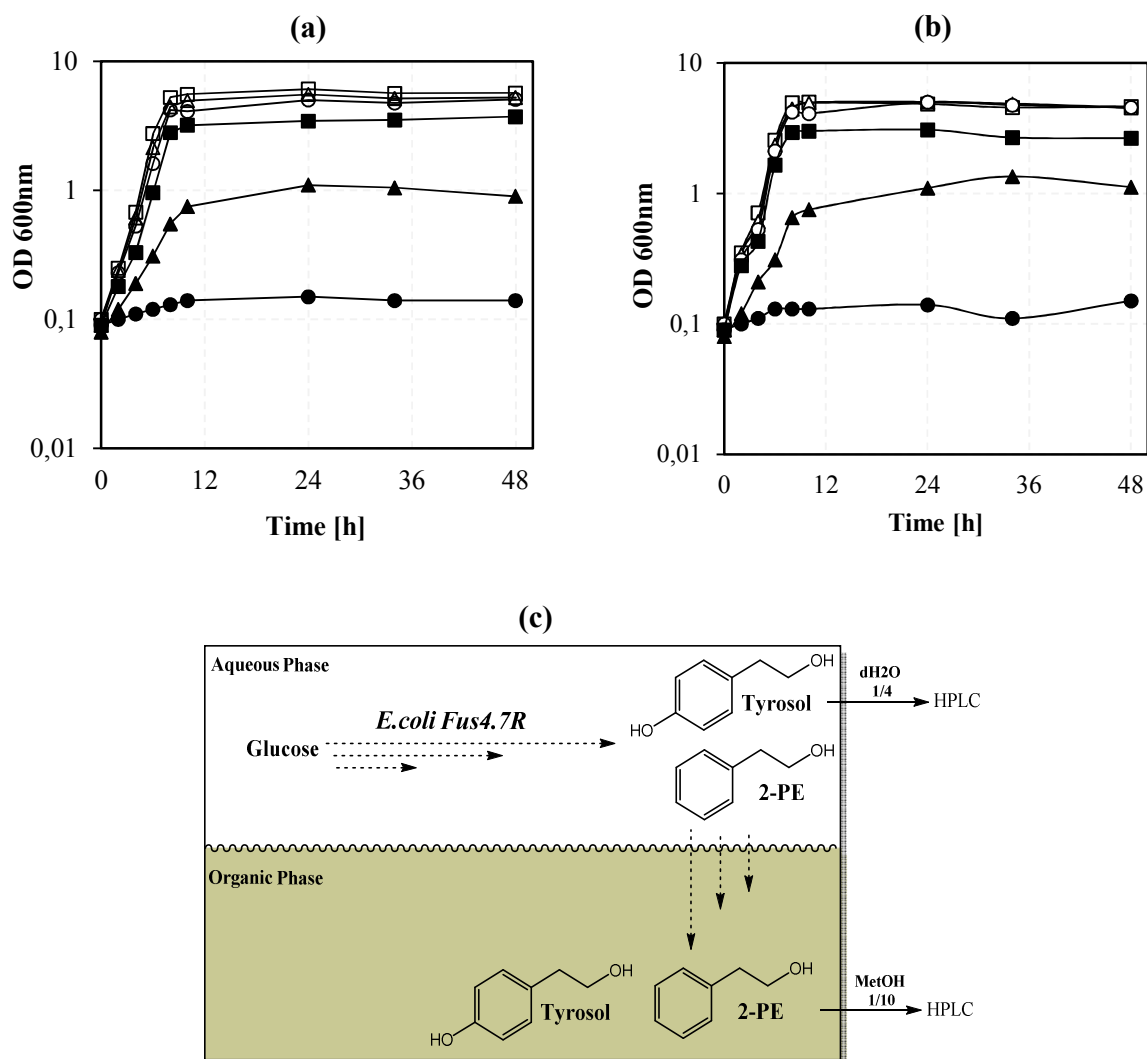 (a)
10
1
0,1
0,01
OD 600nm
0 12 24 36 48
Time [h]
(b)
10
1
0,1
0,01
OD 600nm
0 12 24 36 48
Time [h]
(c)
Aqueous Phase
Glucose
E.coli Fus4.7R
OH
HO
Tyrosol
dH2O
1/4
HPLC
OH
2-PE
Organic Phase
OH
HO
Tyrosol
OH
2-PE
MetOH
1/10
HPLC